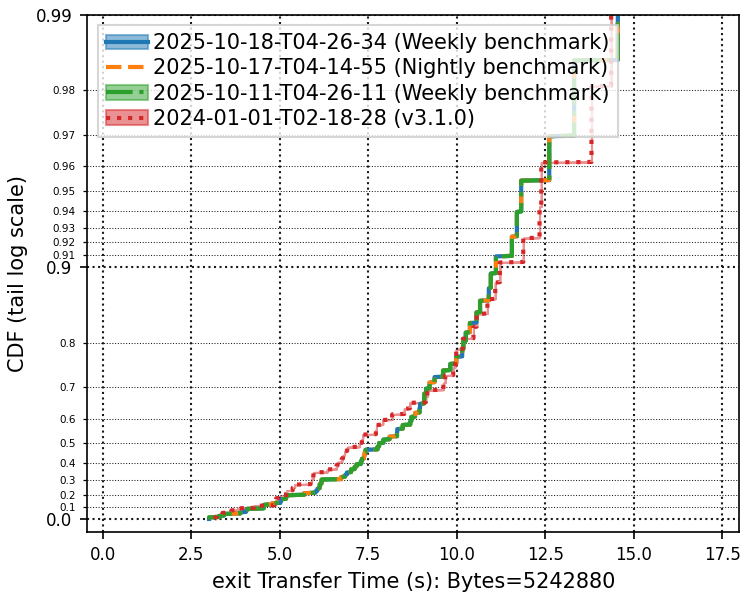 CDF (tail log scale)
0.99
0.98
0.97
0.96
0.95
0.94
0.93
0.92
0.91
0.9
0.8
0.7
0.6
0.5
0.4
0.3
0.2
0.1
0.0
2025-10-18-T04-26-34 (Weekly benchmark)
2025-10-17-T04-14-55 (Nightly benchmark)
2025-10-11-T04-26-11 (Weekly benchmark)
2024-01-01-T02-18-28 (v3.1.0)
0.0 2.5 5.0 7.5 10.0 12.5 15.0 17.5
exit Transfer Time (s): Bytes=5242880